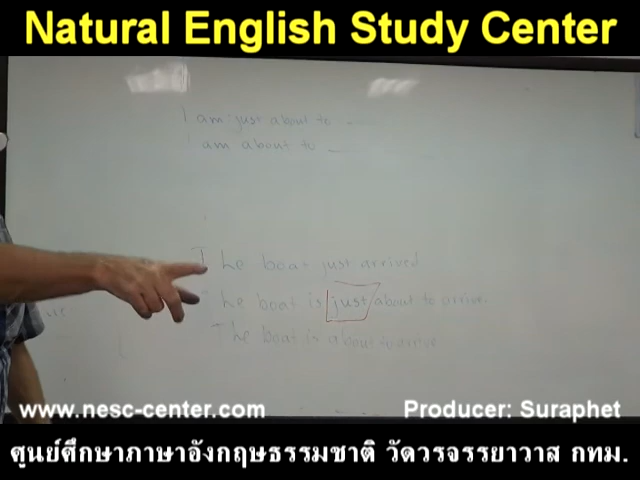 Natural English Study Center
I am just about to __
I am about to __
The boat just arrived
The boat is just about to arrive.
The boat is about to arrive
www.nesc-center.com Producer: Suraphet
ศูนย์ศึกษาภาษาอังกฤษธรรมชาติ วัดวรจรรยาวาส กทม.